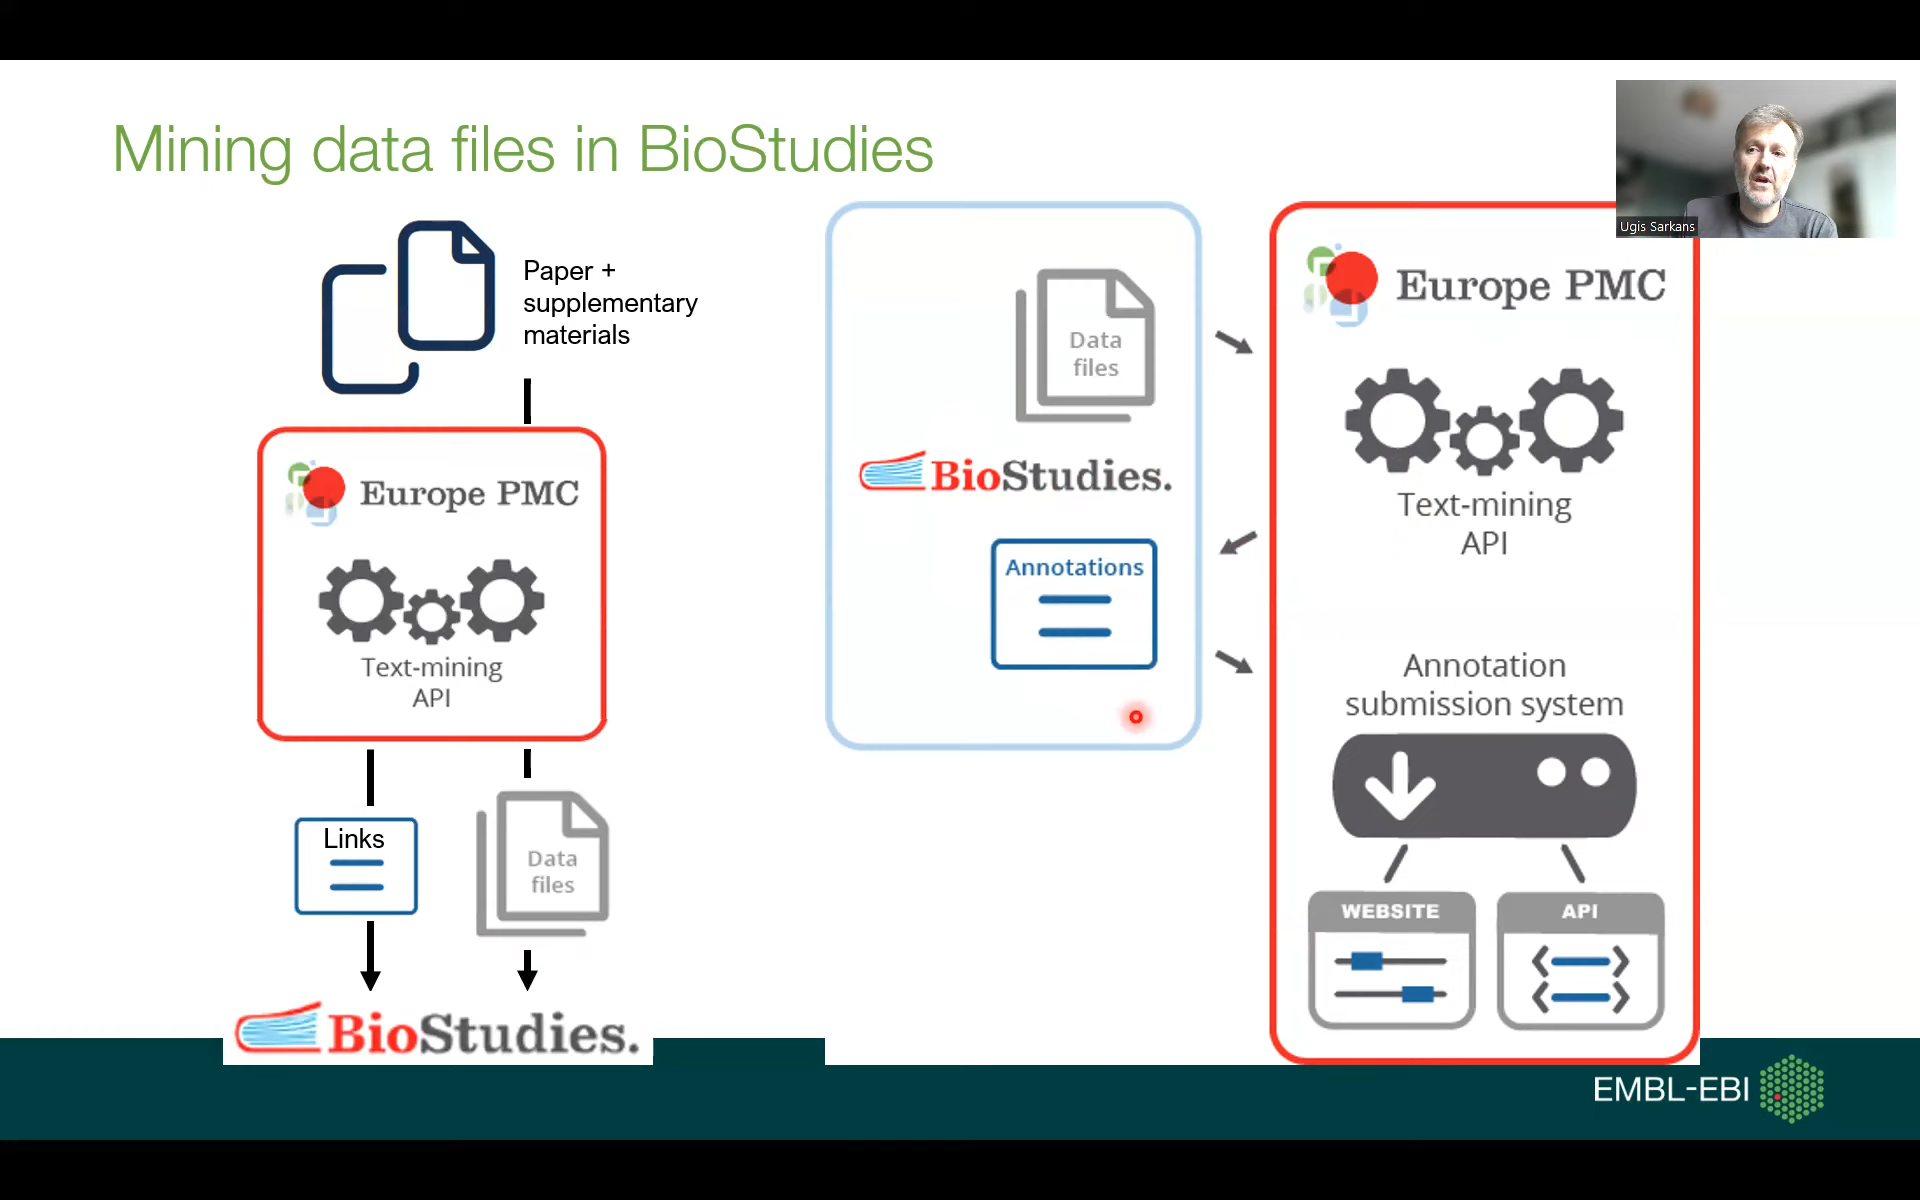 Mining data files in BioStudies
Ugis Sarkans
Paper +
supplementary
materials
Europe PMC
Text-mining
API
Links
Data
files
BioStudies.
Data
files
BioStudies.
Annotations
Europe PMC
Text-mining
API
Annotation
submission system
WEBSITE
API
EMBL-EBI